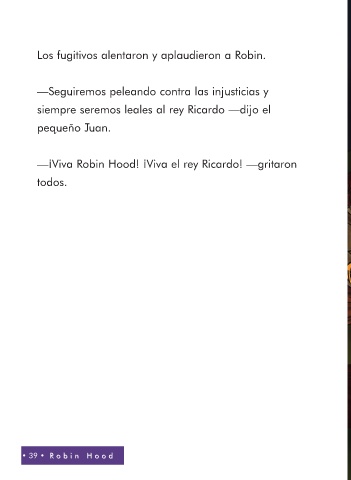 Los fugitivos alentaron y aplaudieron a Robin.
—Seguiremos peleando contra las injusticias y
siempre seremos leales al rey Ricardo —dijo el
pequeño Juan.
—¡Viva Robin Hood! ¡Viva el rey Ricardo! —gritaron
todos.
• 39 • Robin Hood